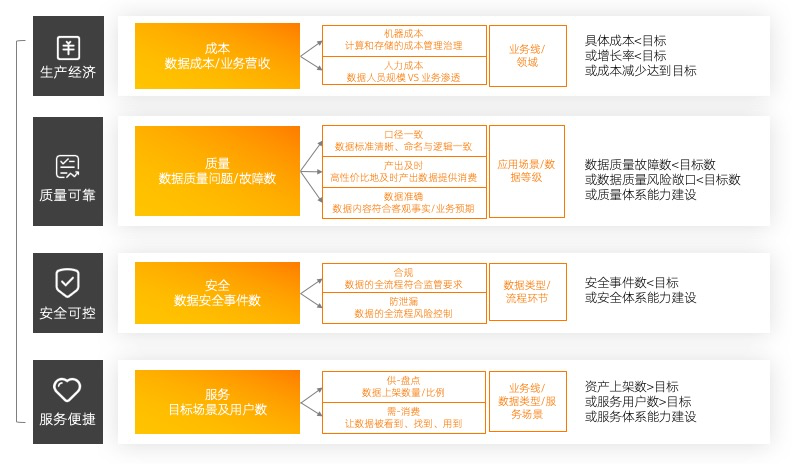 生产经济
成本
数据成本/业务营收
机器成本
计算和存储的成本管理治理
人力成本
数据人员规模 VS 业务渗透
业务线/
领域
具体成本<目标
或增长率<目标
或成本减少达到目标
质量可靠
质量
数据质量问题/故障数
口径一致
数据标准清晰、命名与逻辑一致
产出及时
高性价比地及时产出数据提供消费
数据准确
数据内容符合客观事实/业务预期
应用场景/数
据等级
数据质量故障数<目标数
或数据质量风险敞口<目标数
或质量体系能力建设
安全可控
安全
数据安全事件数
合规
数据的全流程符合监管要求
防泄漏
数据的全流程风险控制
数据类型/
流程环节
安全事件数<目标
或安全体系能力建设
服务便捷
服务
目标场景及用户数
供-盘点
数据上架数量/比例
需-消费
让数据被看到、找到、用到
业务线/
数据类型/服
务场景
资产上架数>目标
或服务用户数>目标
或服务体系能力建设